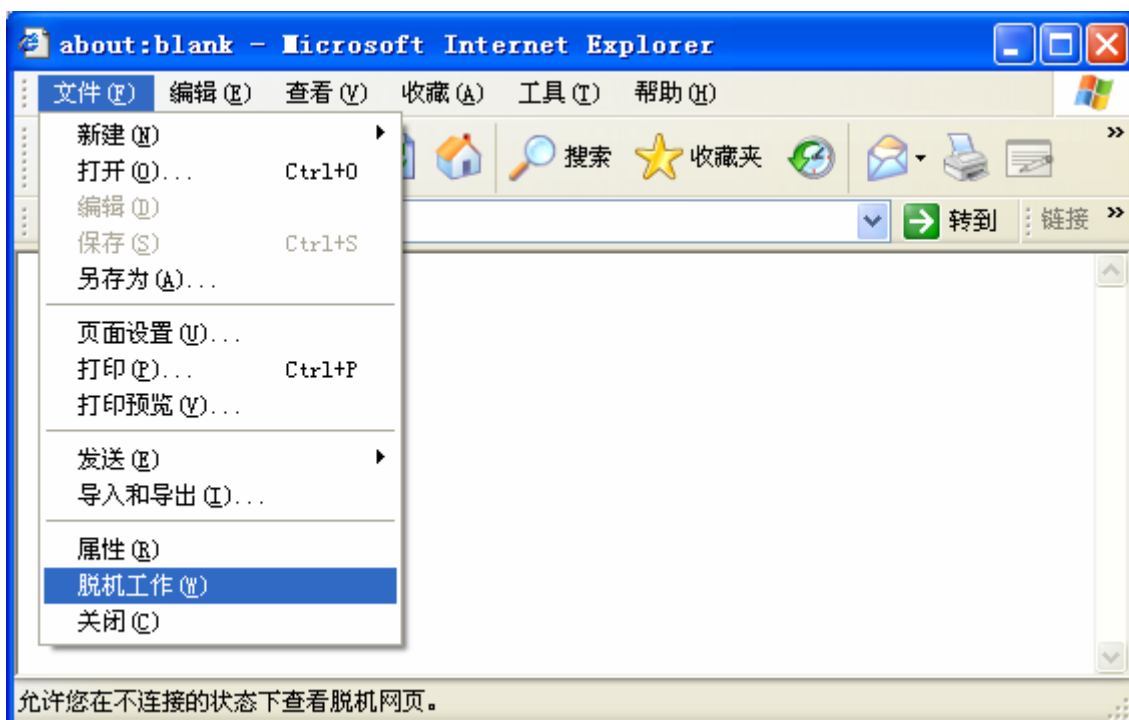 about:blank - Microsoft Internet Explorer
文件(F) 编辑(E) 查看(V) 收藏(A) 工具(T) 帮助(H)
搜索 收藏夹
转到 链接
新建(N)
打开(O)... Ctrl+O
编辑(D)
保存(S) Ctrl+S
另存为(A)...
页面设置(U)...
打印(P)... Ctrl+P
打印预览(V)...
发送(E)
导入和导出(I)...
属性(R)
脱机工作(W)
关闭(C)
允许您在不连接的状态下查看脱机网页。